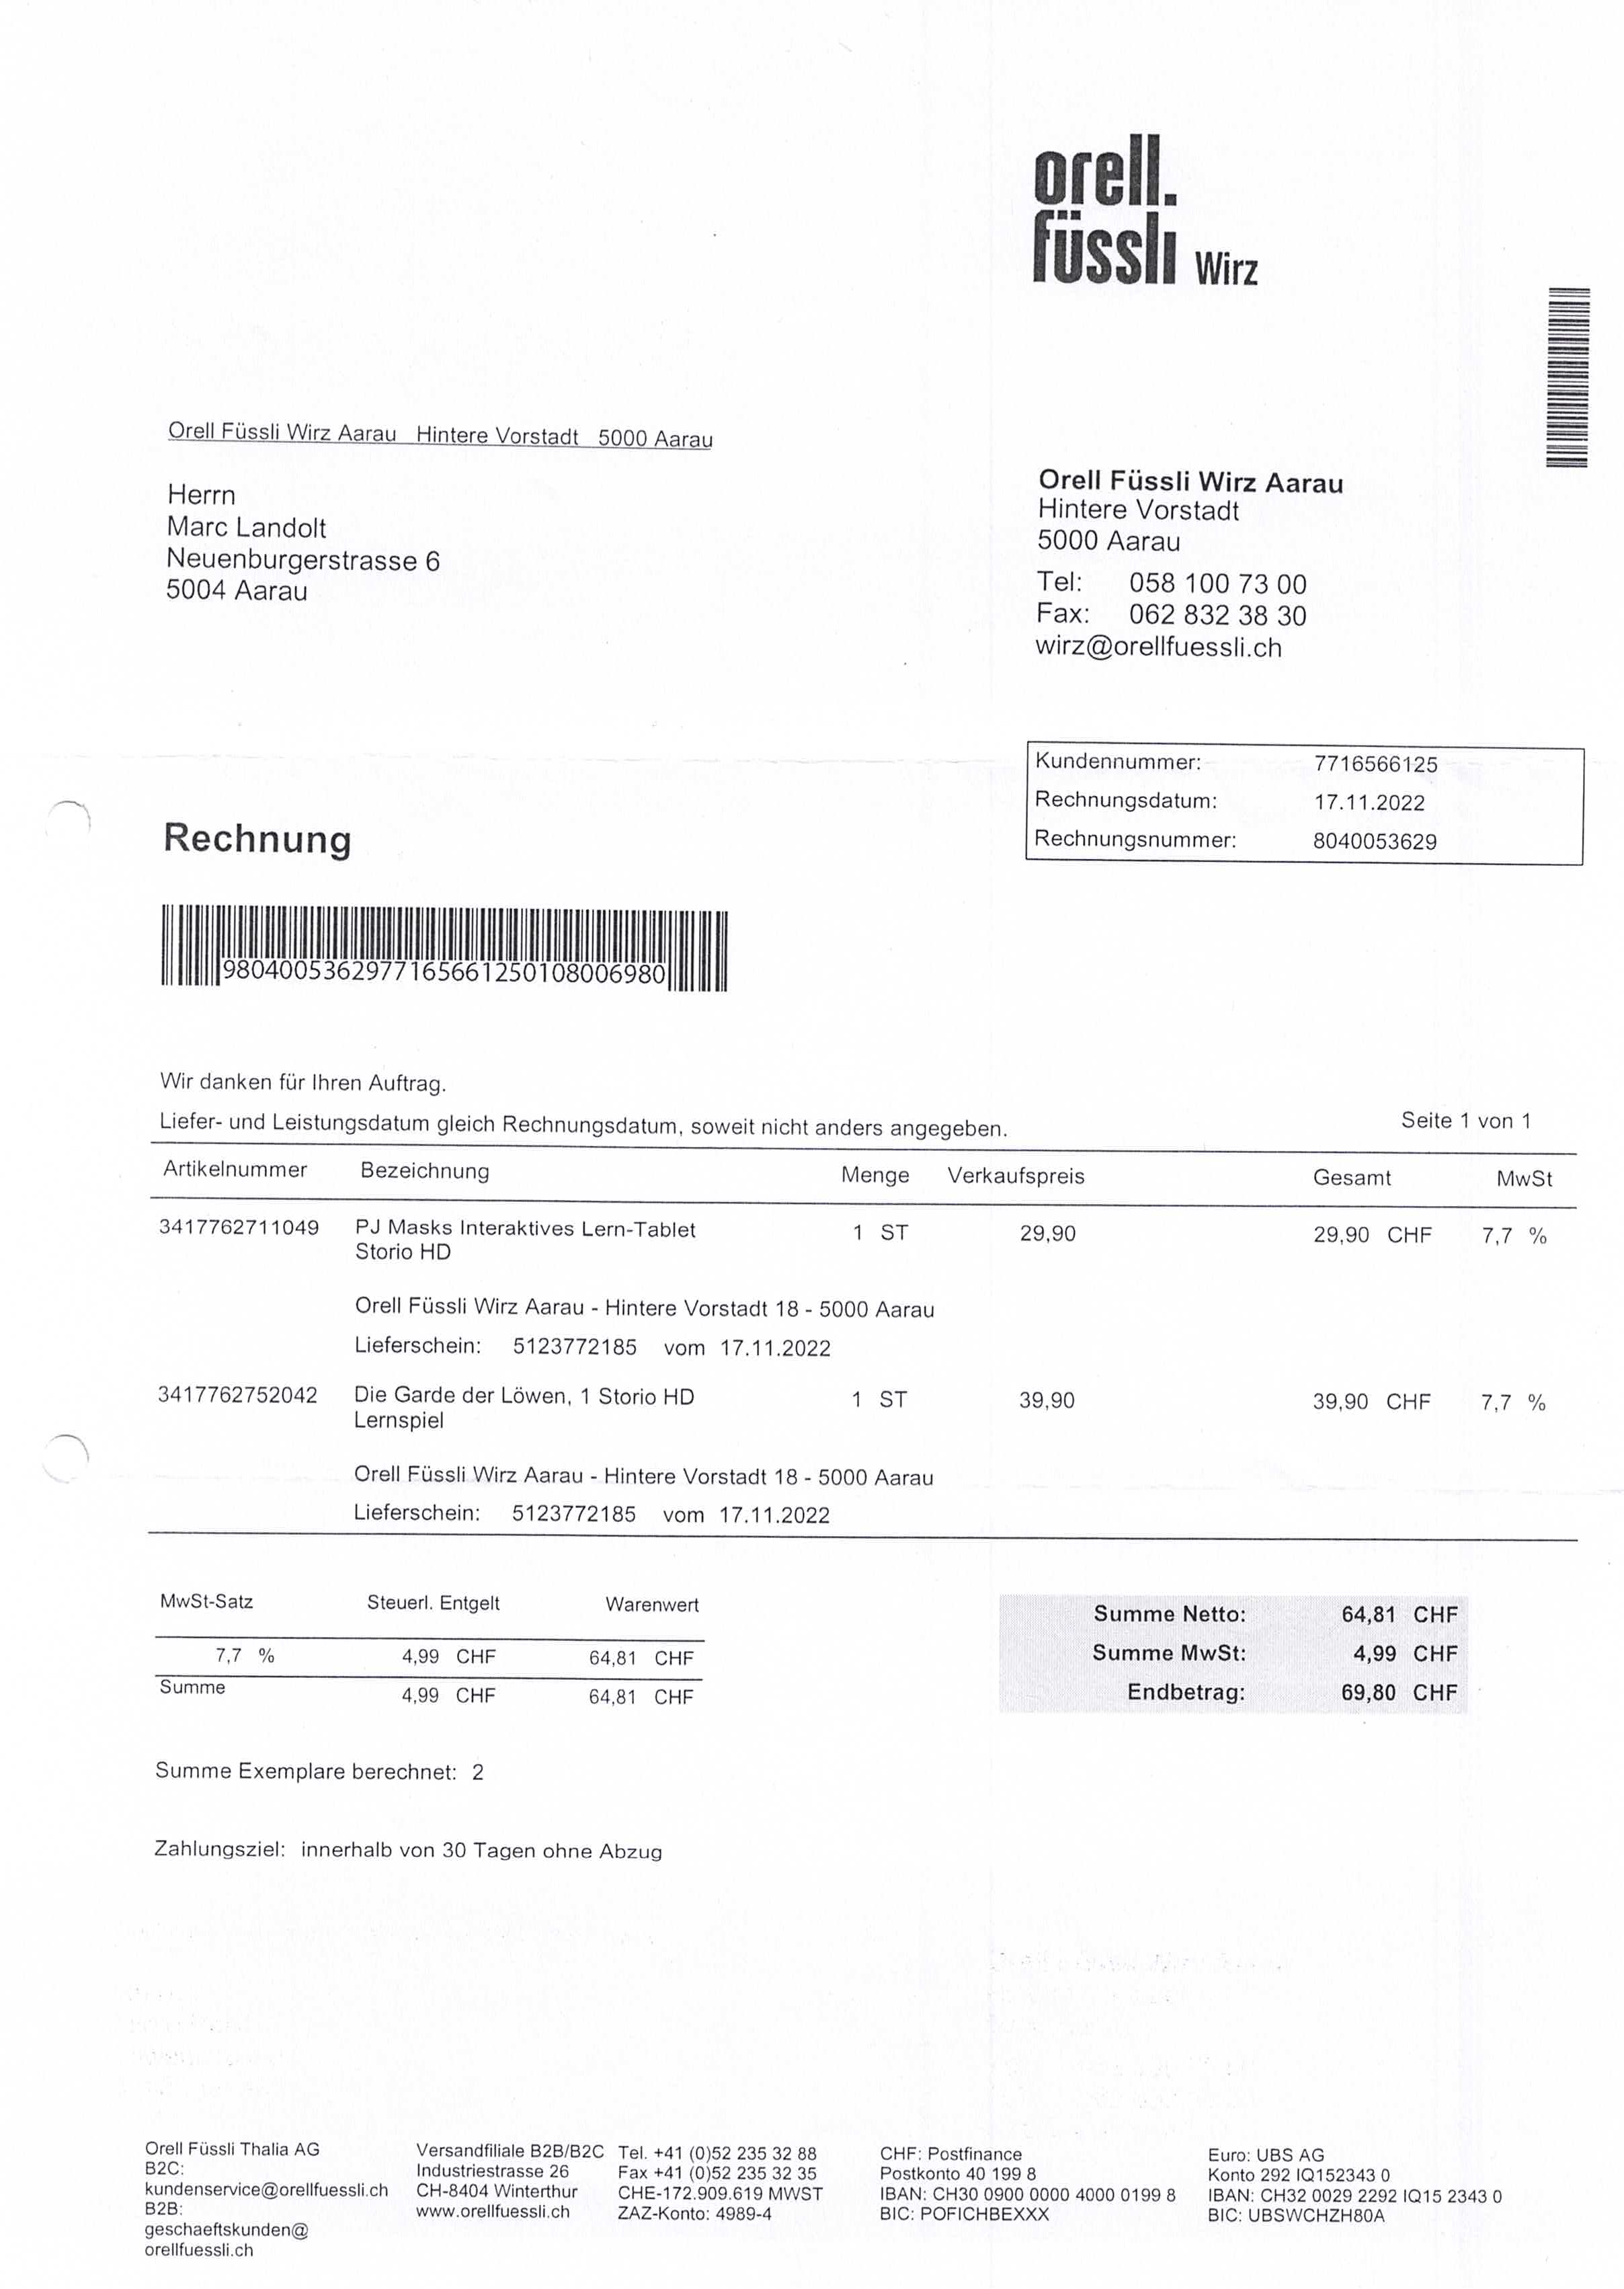 orell.
füssli Wirz
Orell Füssli Wirz Aarau Hintere Vorstadt 5000 Aarau
Herrn
Marc Landolt
Neuenburgerstrasse 6
5004 Aarau
Orell Füssli Wirz Aarau
Hintere Vorstadt
5000 Aarau
Tel: 058 100 73 00
Fax: 062 832 38 30
wirz@orellfuessli.ch
Kundennummer: 7716566125
Rechnungsdatum: 17.11.2022
Rechnungsnummer: 8040053629
Rechnung
9804005362977165661250108006980
Wir danken für Ihren Auftrag.
Liefer- und Leistungsdatum gleich Rechnungsdatum, soweit nicht anders angegeben.
Seite 1 von 1
Artikelnummer Bezeichnung Menge Verkaufspreis Gesamt MwSt
3417762711049 PJ Masks Interaktives Lern-Tablet 1 ST 29,90 29,90 CHF 7,7 %
Storio HD
Orell Füssli Wirz Aarau - Hintere Vorstadt 18 - 5000 Aarau
Lieferschein: 5123772185 vom 17.11.2022
3417762752042 Die Garde der Löwen, 1 Storio HD 1 ST 39,90 39,90 CHF 7,7 %
Lernspiel
Orell Füssli Wirz Aarau - Hintere Vorstadt 18 - 5000 Aarau
Lieferschein: 5123772185 vom 17.11.2022
MwSt-Satz Steuerl. Entgelt Warenwert
7,7 % 4,99 CHF 64,81 CHF
Summe 4,99 CHF 64,81 CHF
Summe Netto: 64,81 CHF
Summe MwSt: 4,99 CHF
Endbetrag: 69,80 CHF
Summe Exemplare berechnet: 2
Zahlungsziel: innerhalb von 30 Tagen ohne Abzug
Orell Füssli Thalia AG
B2C:
kundenservice@orellfuessli.ch
B2B:
geschaeftskunden@
orellfuessli.ch
Versandfiliale B2B/B2C
Industriestrasse 26
CH-8404 Winterthur
www.orellfuessli.ch
Tel. +41 (0)52 235 32 88
Fax +41 (0)52 235 32 35
CHE-172.909.619 MWST
ZAZ-Konto: 4989-4
CHF: Postfinance
Postkonto 40 199 8
IBAN: CH30 0900 0000 4000 0199 8
BIC: POFICHBEXXX
Euro: UBS AG
Konto 292 IQ152343 0
IBAN: CH32 0029 2292 IQ15 2343 0
BIC: UBSWCHZH80A